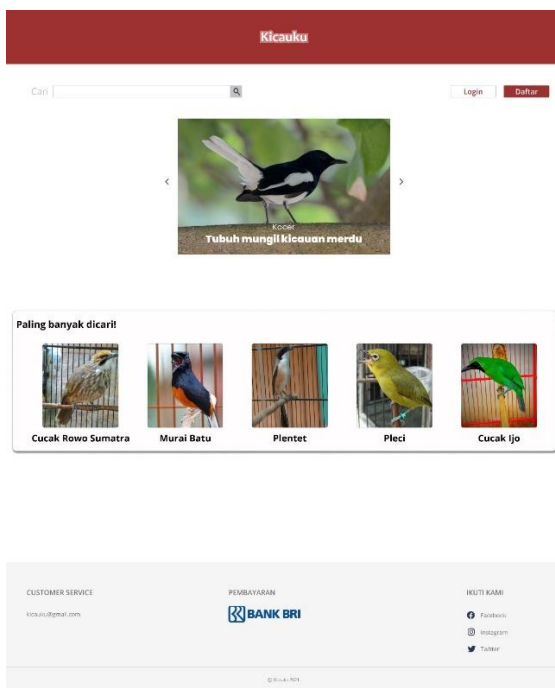 Kicauku
Cari
Login
Daftar
Kacer
Tubuh mungil kicauan merdu
Paling banyak dicari!
Cucak Rowo Sumatra
Murai Batu
Plentet
Pleci
Cucak Ijo
CUSTOMER SERVICE
kicauku@gmail.com
PEMBAYARAN
BANK BRI
IKUTI KAMI
Facebook
Instagram
Twitter